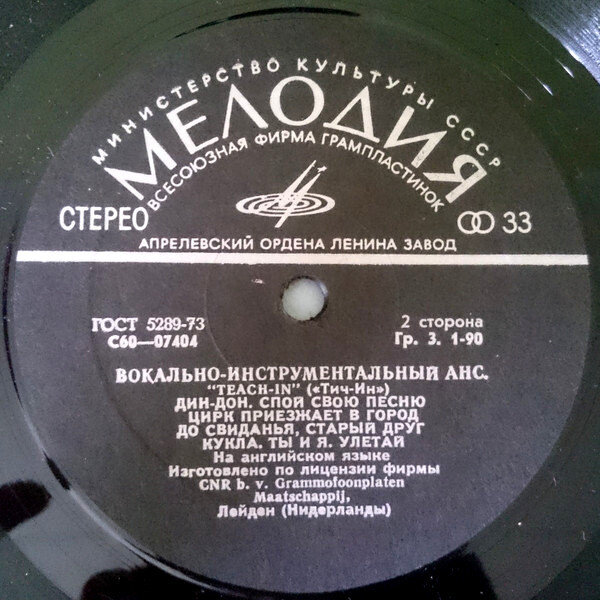 МИНИСТЕРСТВО КУЛЬТУРЫ СССР
МЕЛОДИЯ
ВСЕСОЮЗНАЯ ФИРМА ГРАМПЛАСТИНОК
СТЕРЕО 33
АПРЕЛЕВСКИЙ ОРДЕНА ЛЕНИНА ЗАВОД
ГОСТ 5289-73 2 сторона
С60—07404 Гр. 3. 1-90
ВОКАЛЬНО-ИНСТРУМЕНТАЛЬНЫЙ АНС.
"TEACH-IN" («Тич-Ин»)
ДИН-ДОН. СПОЙ СВОЮ ПЕСНЮ
ЦИРК ПРИЕЗЖАЕТ В ГОРОД
ДО СВИДАНЬЯ, СТАРЫЙ ДРУГ
КУКЛА. ТЫ И Я. УЛЕТАЙ
На английском языке
Изготовлено по лицензии фирмы
CNR b. v. Grammofoonplaten
Maatschappij,
Лейден (Нидерланды)